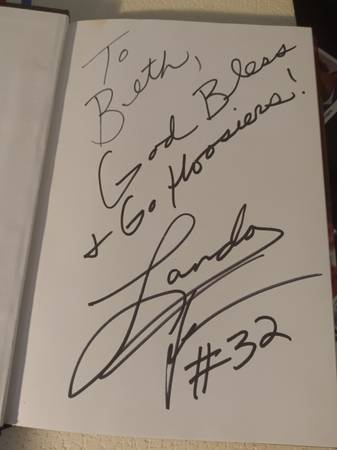 To
Beth,
God Bless
& Go Hoosiers!
Landon
#32